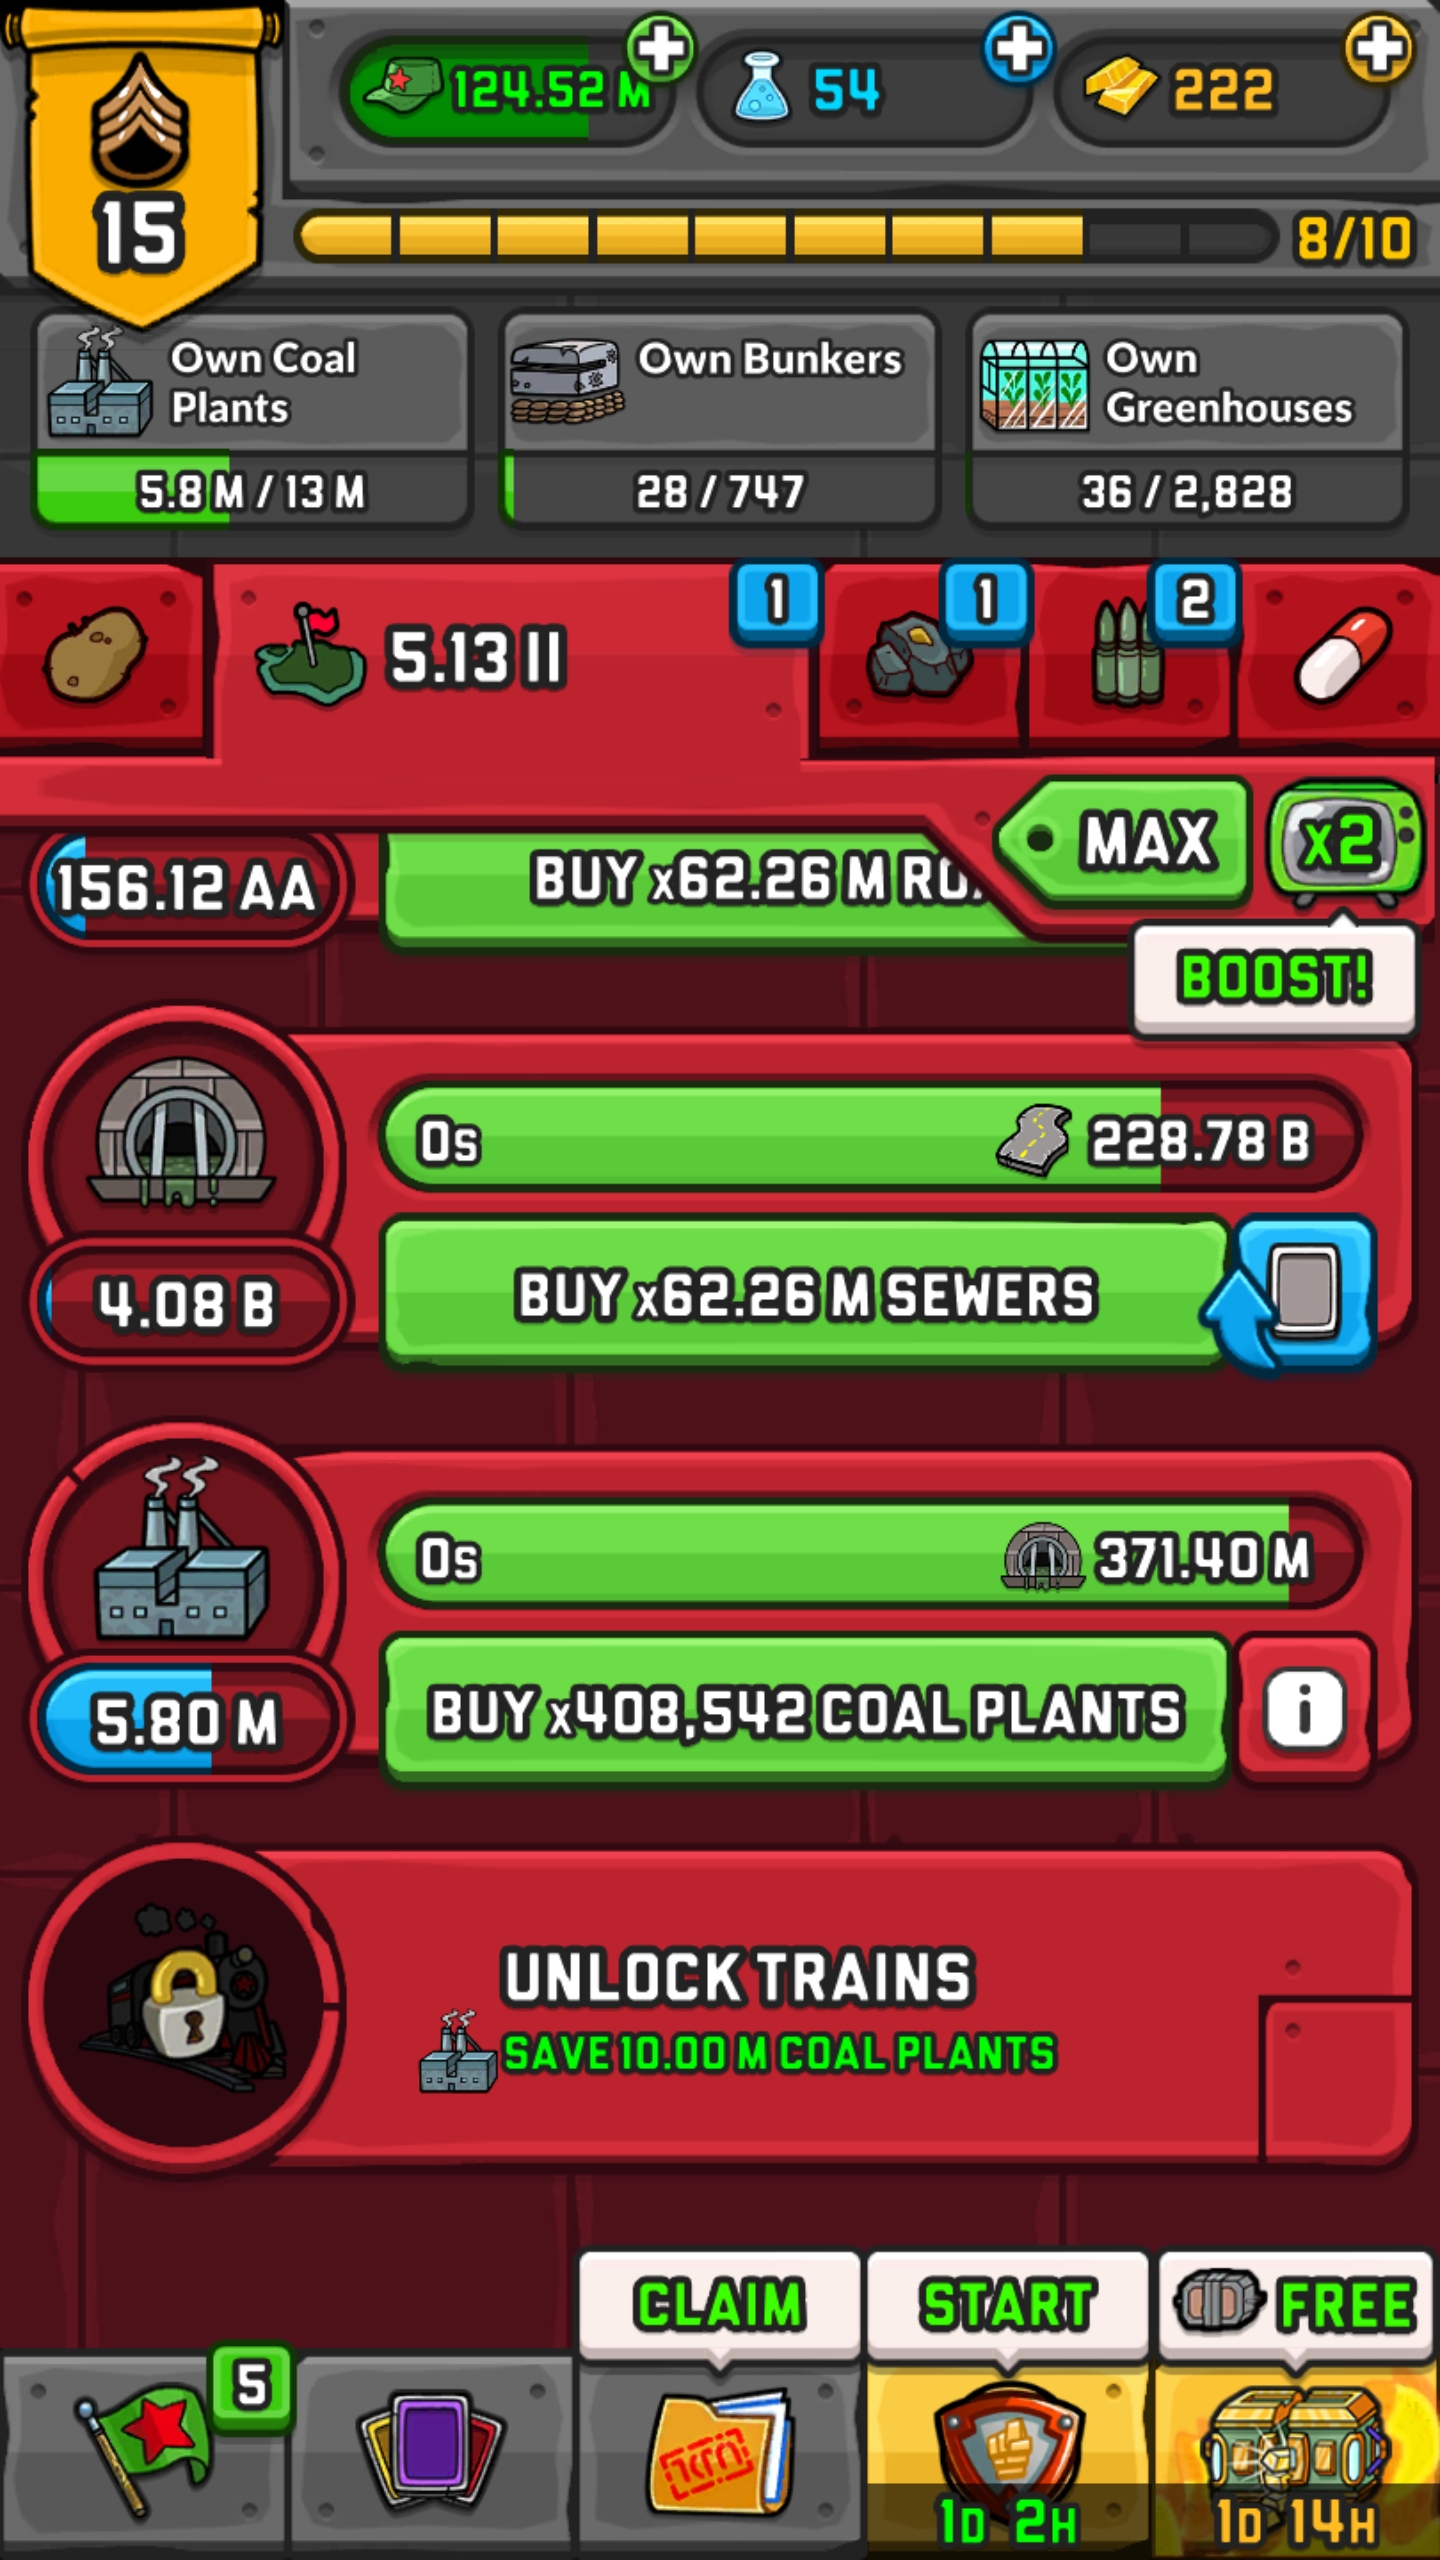 124.52 M
54
222
15
8/10
Own Coal
Plants
5.8 M / 13 M
Own Bunkers
28 / 747
Own
Greenhouses
36 / 2,828
5.13 II
1
1
2
MAX
x2
156.12 AA
BUY x62.26 M
BOOST!
0s
228.78 B
4.08 B
BUY x62.26 M SEWERS
0s
371.40 M
5.80 M
BUY x408,542 COAL PLANTS
i
UNLOCK TRAINS
SAVE 10.00 M COAL PLANTS
CLAIM
START
FREE
5
1D 2H
1D 14H